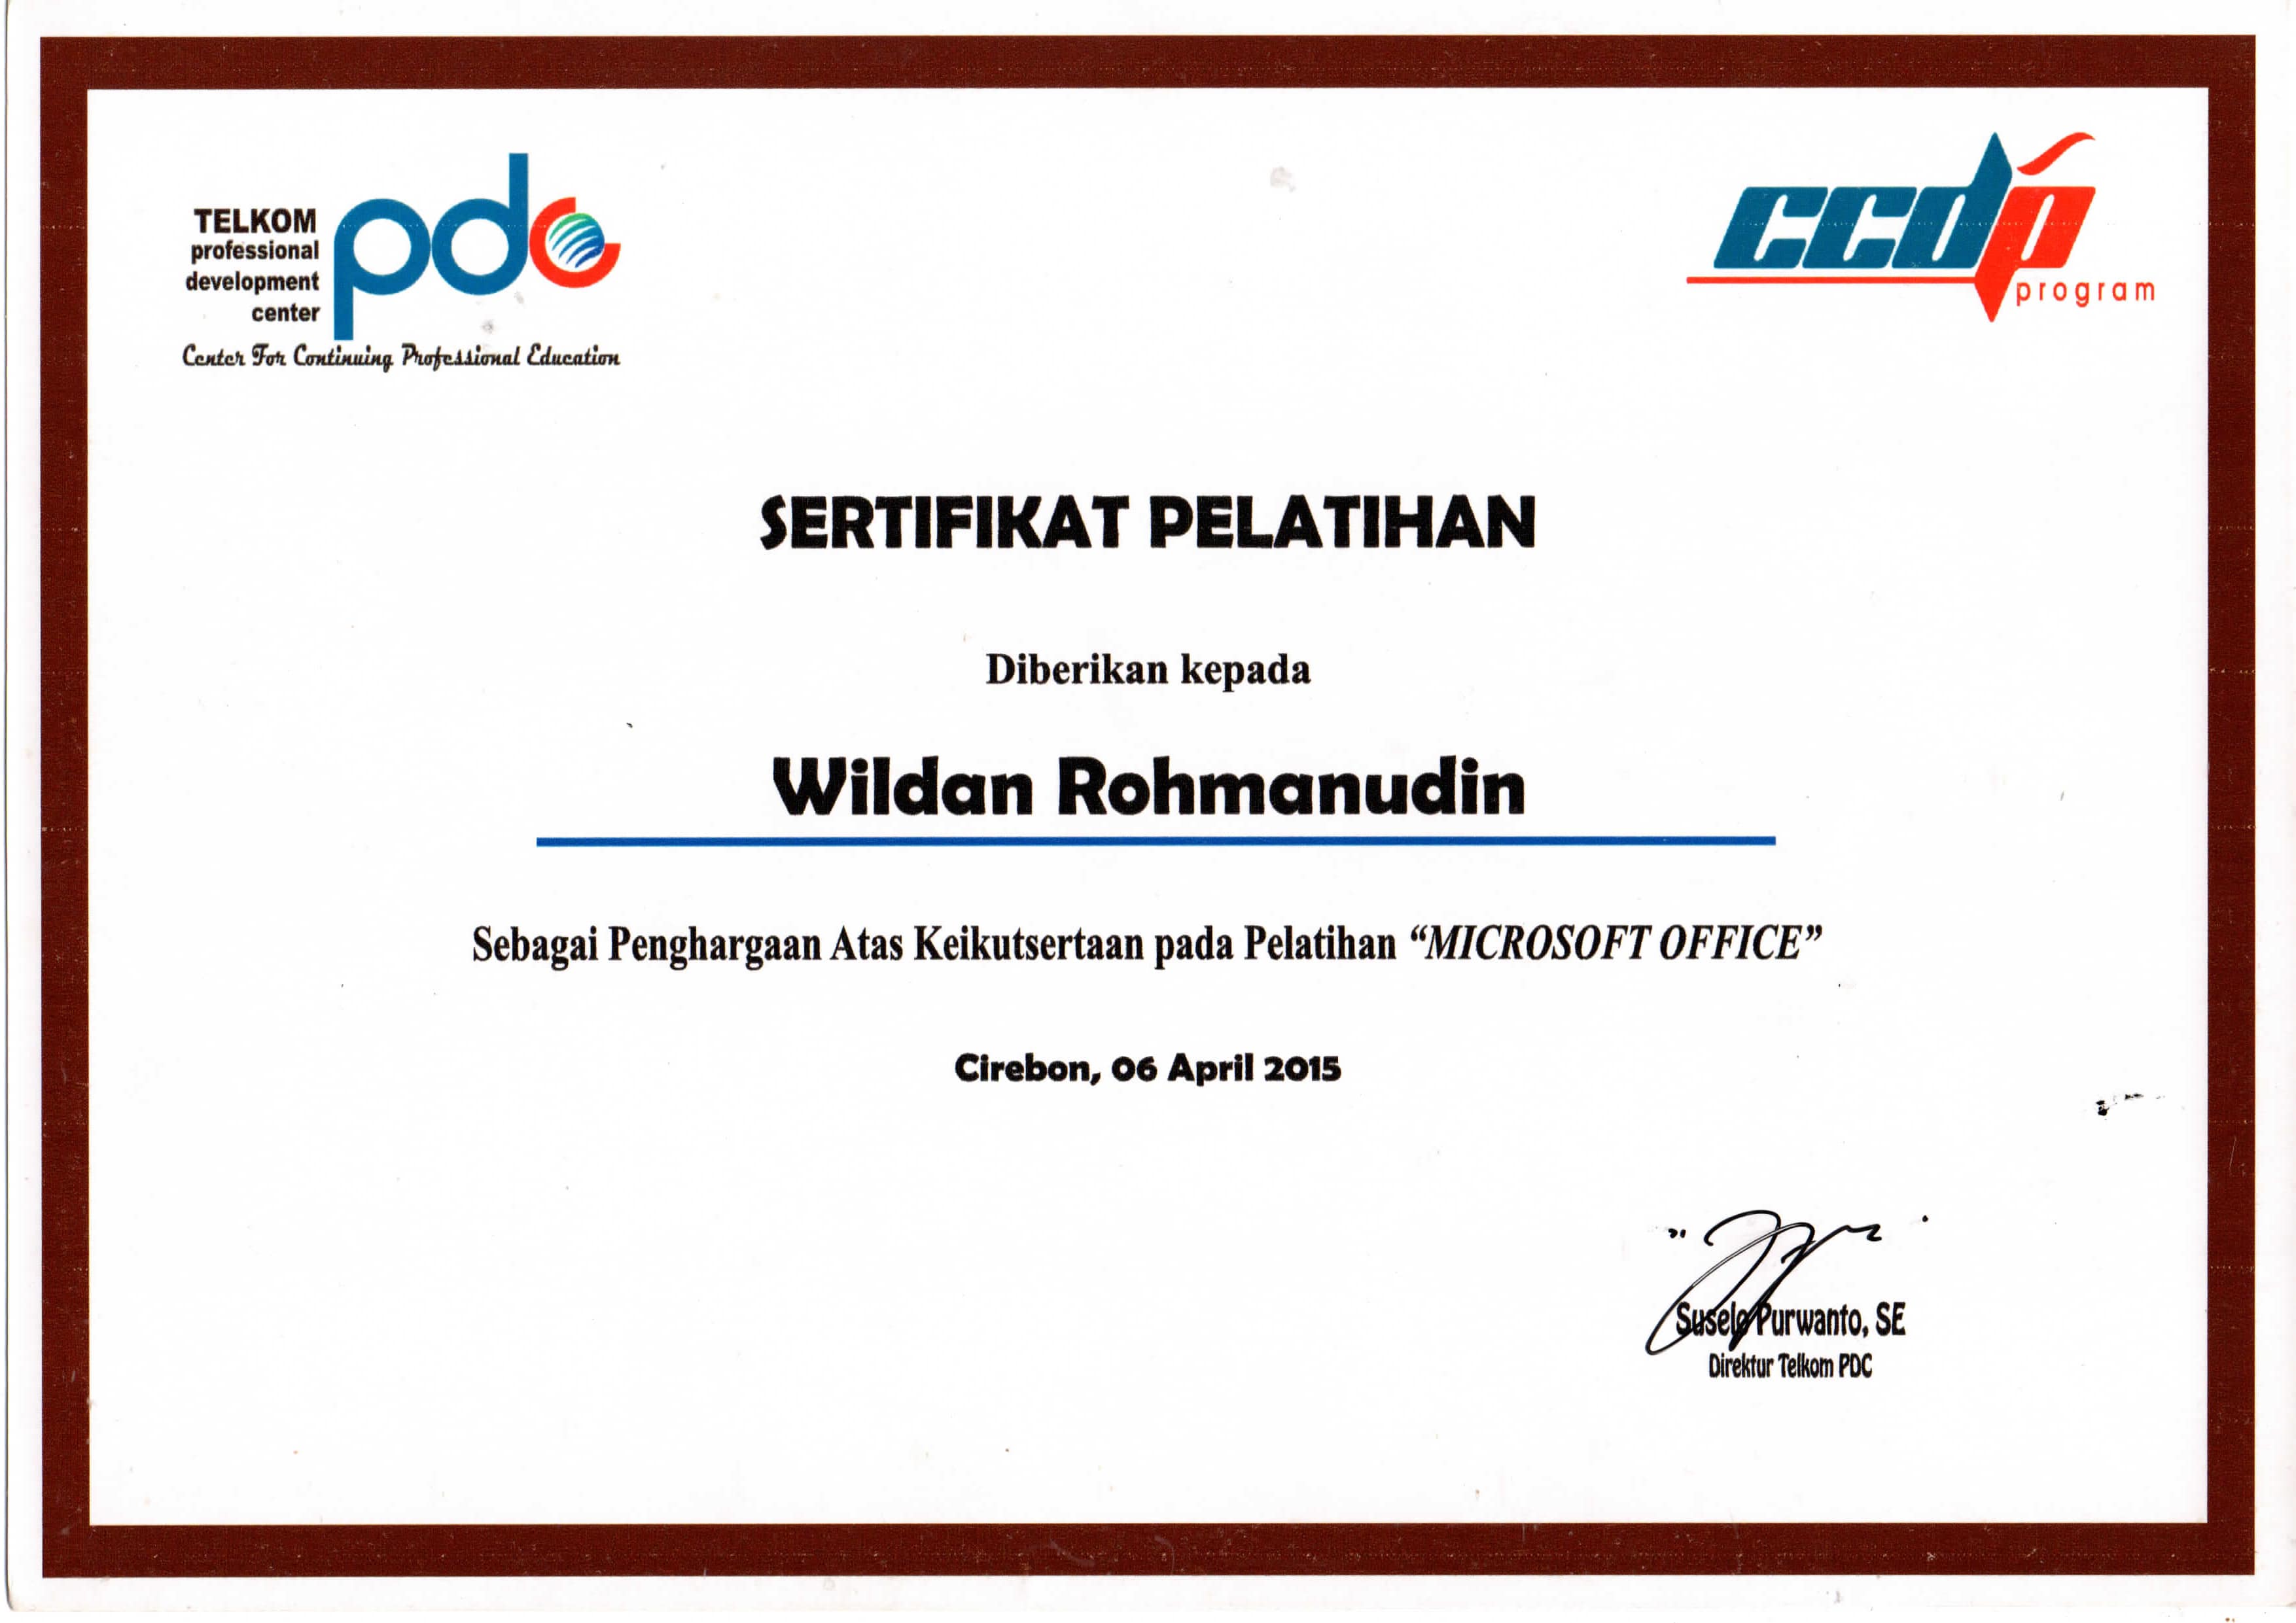 TELKOM
professional
development
center
pdc
Center For Continuing Professional Education
ccdp
program
SERTIFIKAT PELATIHAN
Diberikan kepada
Wildan Rohmanudin
Sebagai Penghargaan Atas Keikutsertaan pada Pelatihan “MICROSOFT OFFICE”
Cirebon, 06 April 2015
Suselo Purwanto, SE
Direktur Telkom PDC